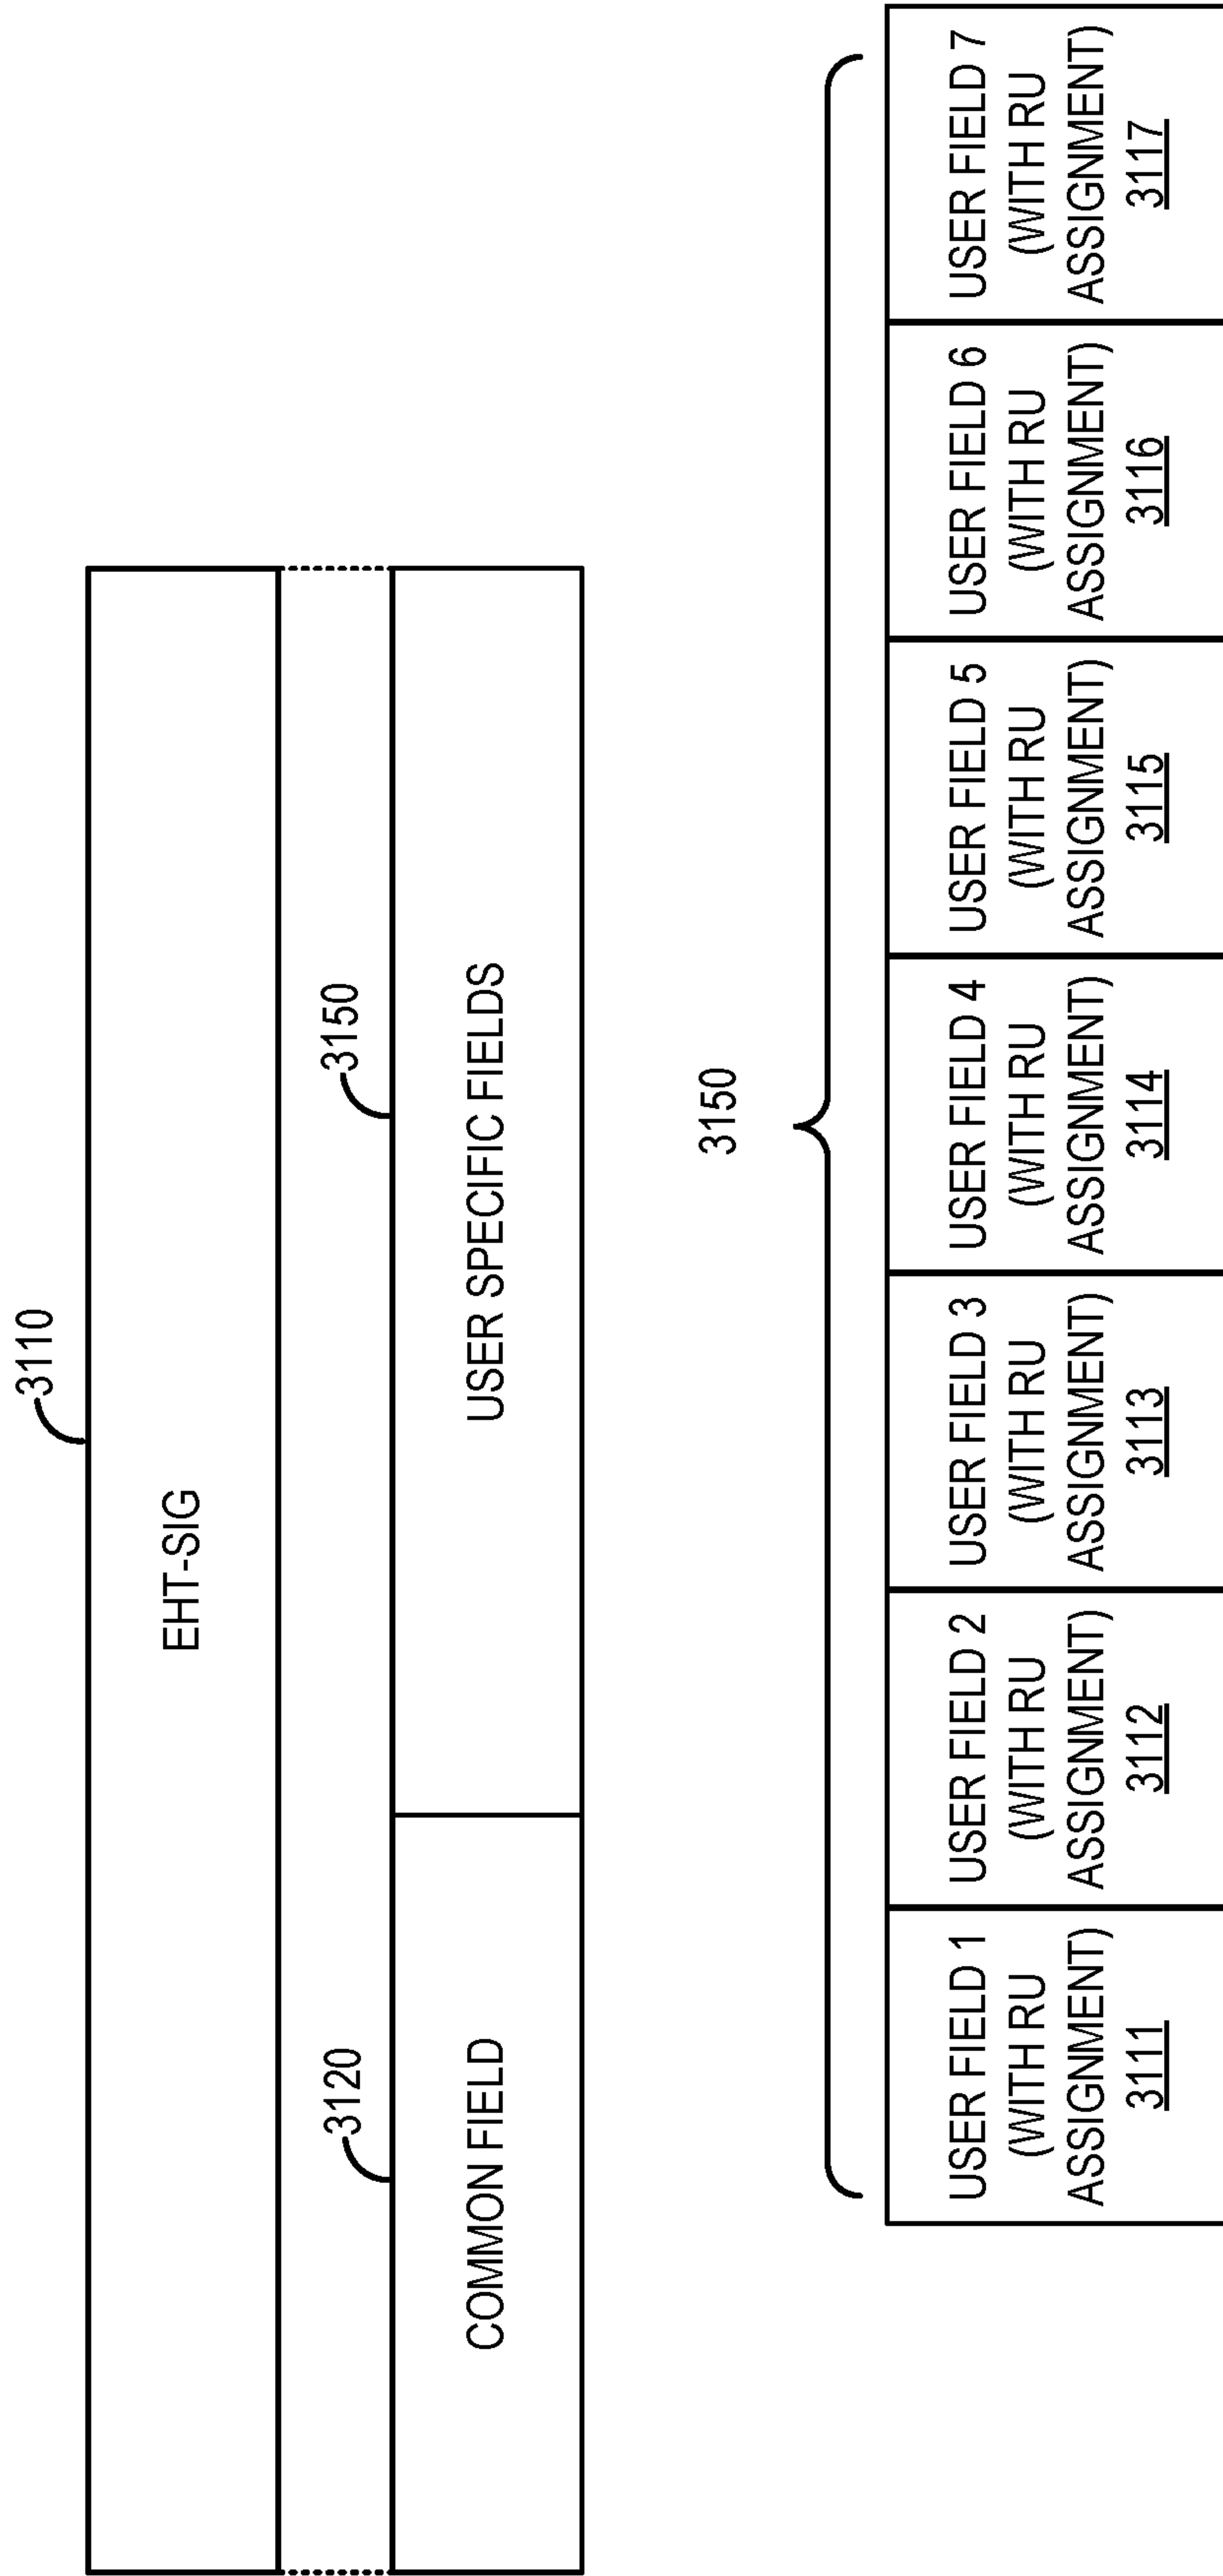 3110
EHT-SIG
3120
3150
COMMON FIELD
USER SPECIFIC FIELDS
3150
USER FIELD 1
(WITH RU
ASSIGNMENT)
3111
USER FIELD 2
(WITH RU
ASSIGNMENT)
3112
USER FIELD 3
(WITH RU
ASSIGNMENT)
3113
USER FIELD 4
(WITH RU
ASSIGNMENT)
3114
USER FIELD 5
(WITH RU
ASSIGNMENT)
3115
USER FIELD 6
(WITH RU
ASSIGNMENT)
3116
USER FIELD 7
(WITH RU
ASSIGNMENT)
3117